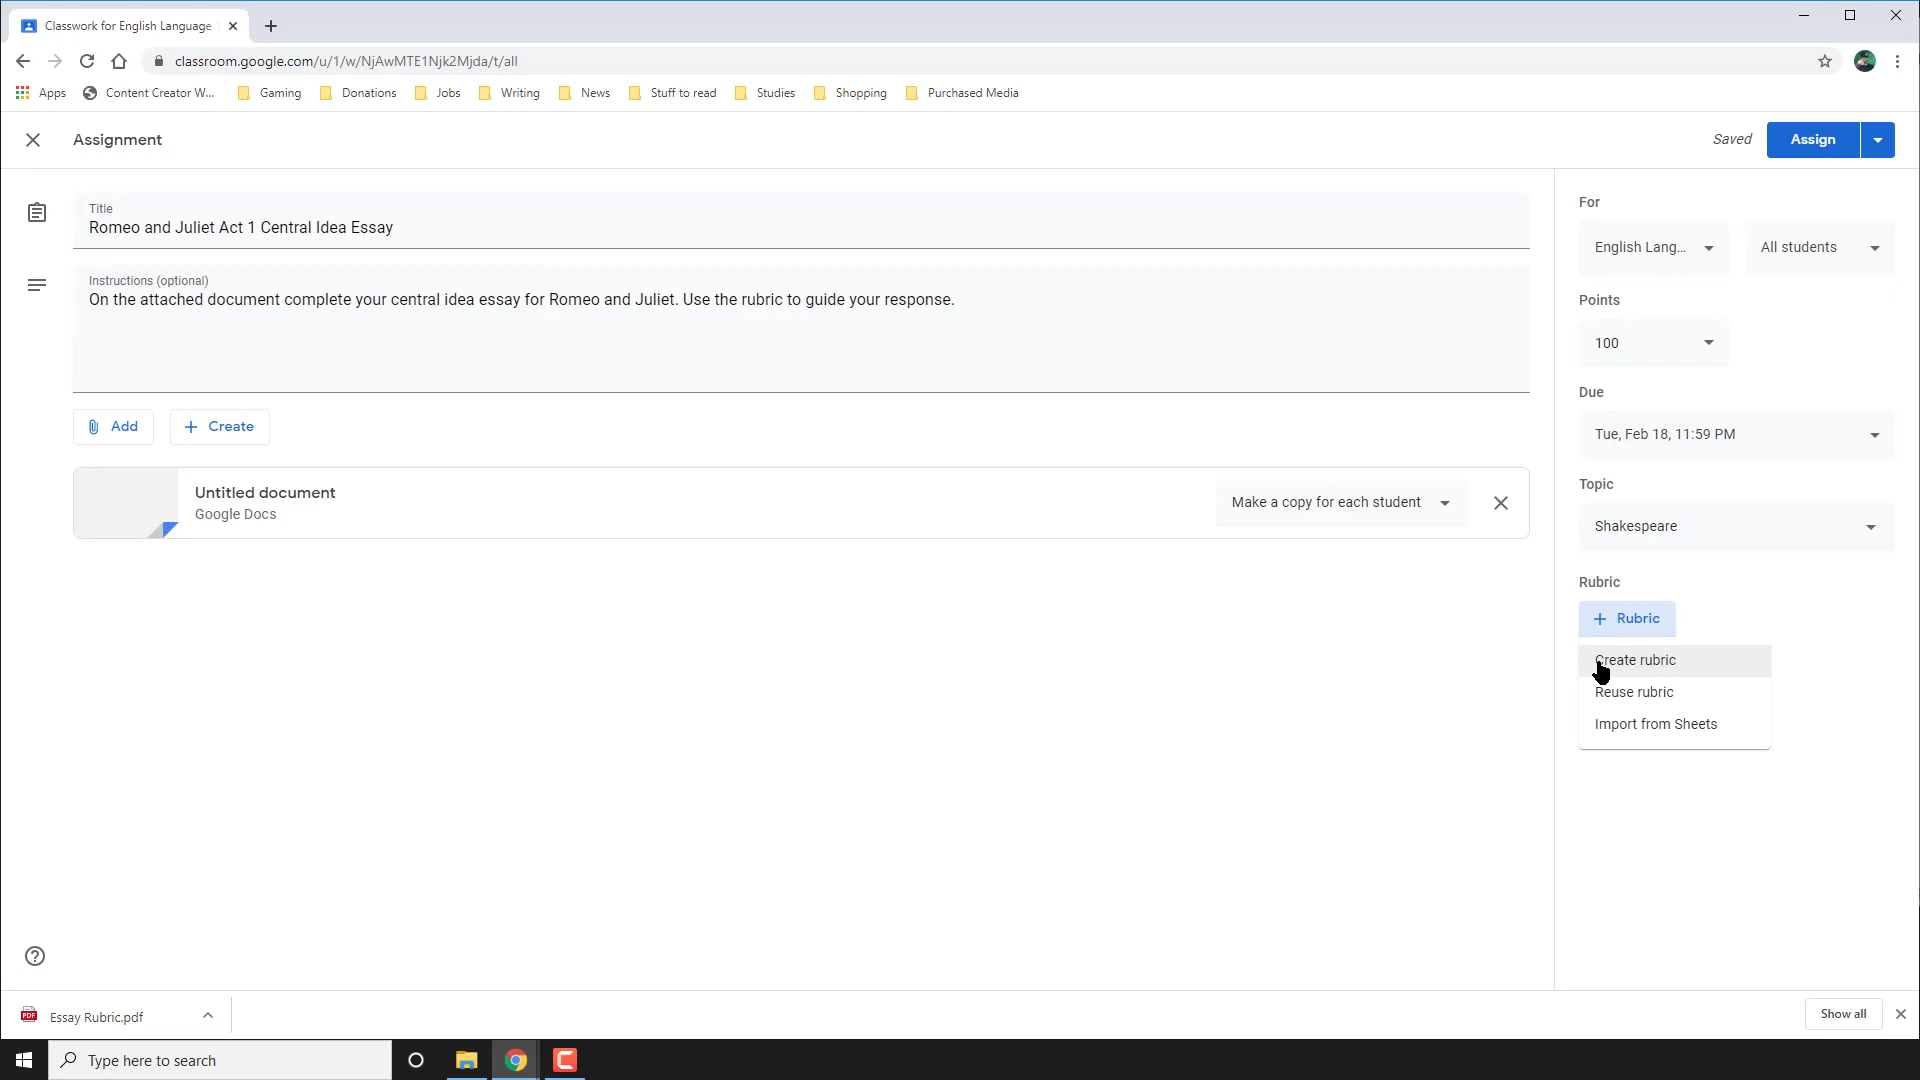 Classwork for English Language
classroom.google.com/u/1/w/NjAwMTE1Njk2Mjda/t/all
Apps
Content Creator W...
Gaming
Donations
Jobs
Writing
News
Stuff to read
Studies
Shopping
Purchased Media
Assignment
Saved
Assign
Title
Romeo and Juliet Act 1 Central Idea Essay
Instructions (optional)
On the attached document complete your central idea essay for Romeo and Juliet. Use the rubric to guide your response.
Add
Create
Untitled document
Google Docs
Make a copy for each student
For
English Lang...
All students
Points
100
Due
Tue, Feb 18, 11:59 PM
Topic
Shakespeare
Rubric
+ Rubric
Create rubric
Reuse rubric
Import from Sheets
PDF
Essay Rubric.pdf
Show all
Type here to search